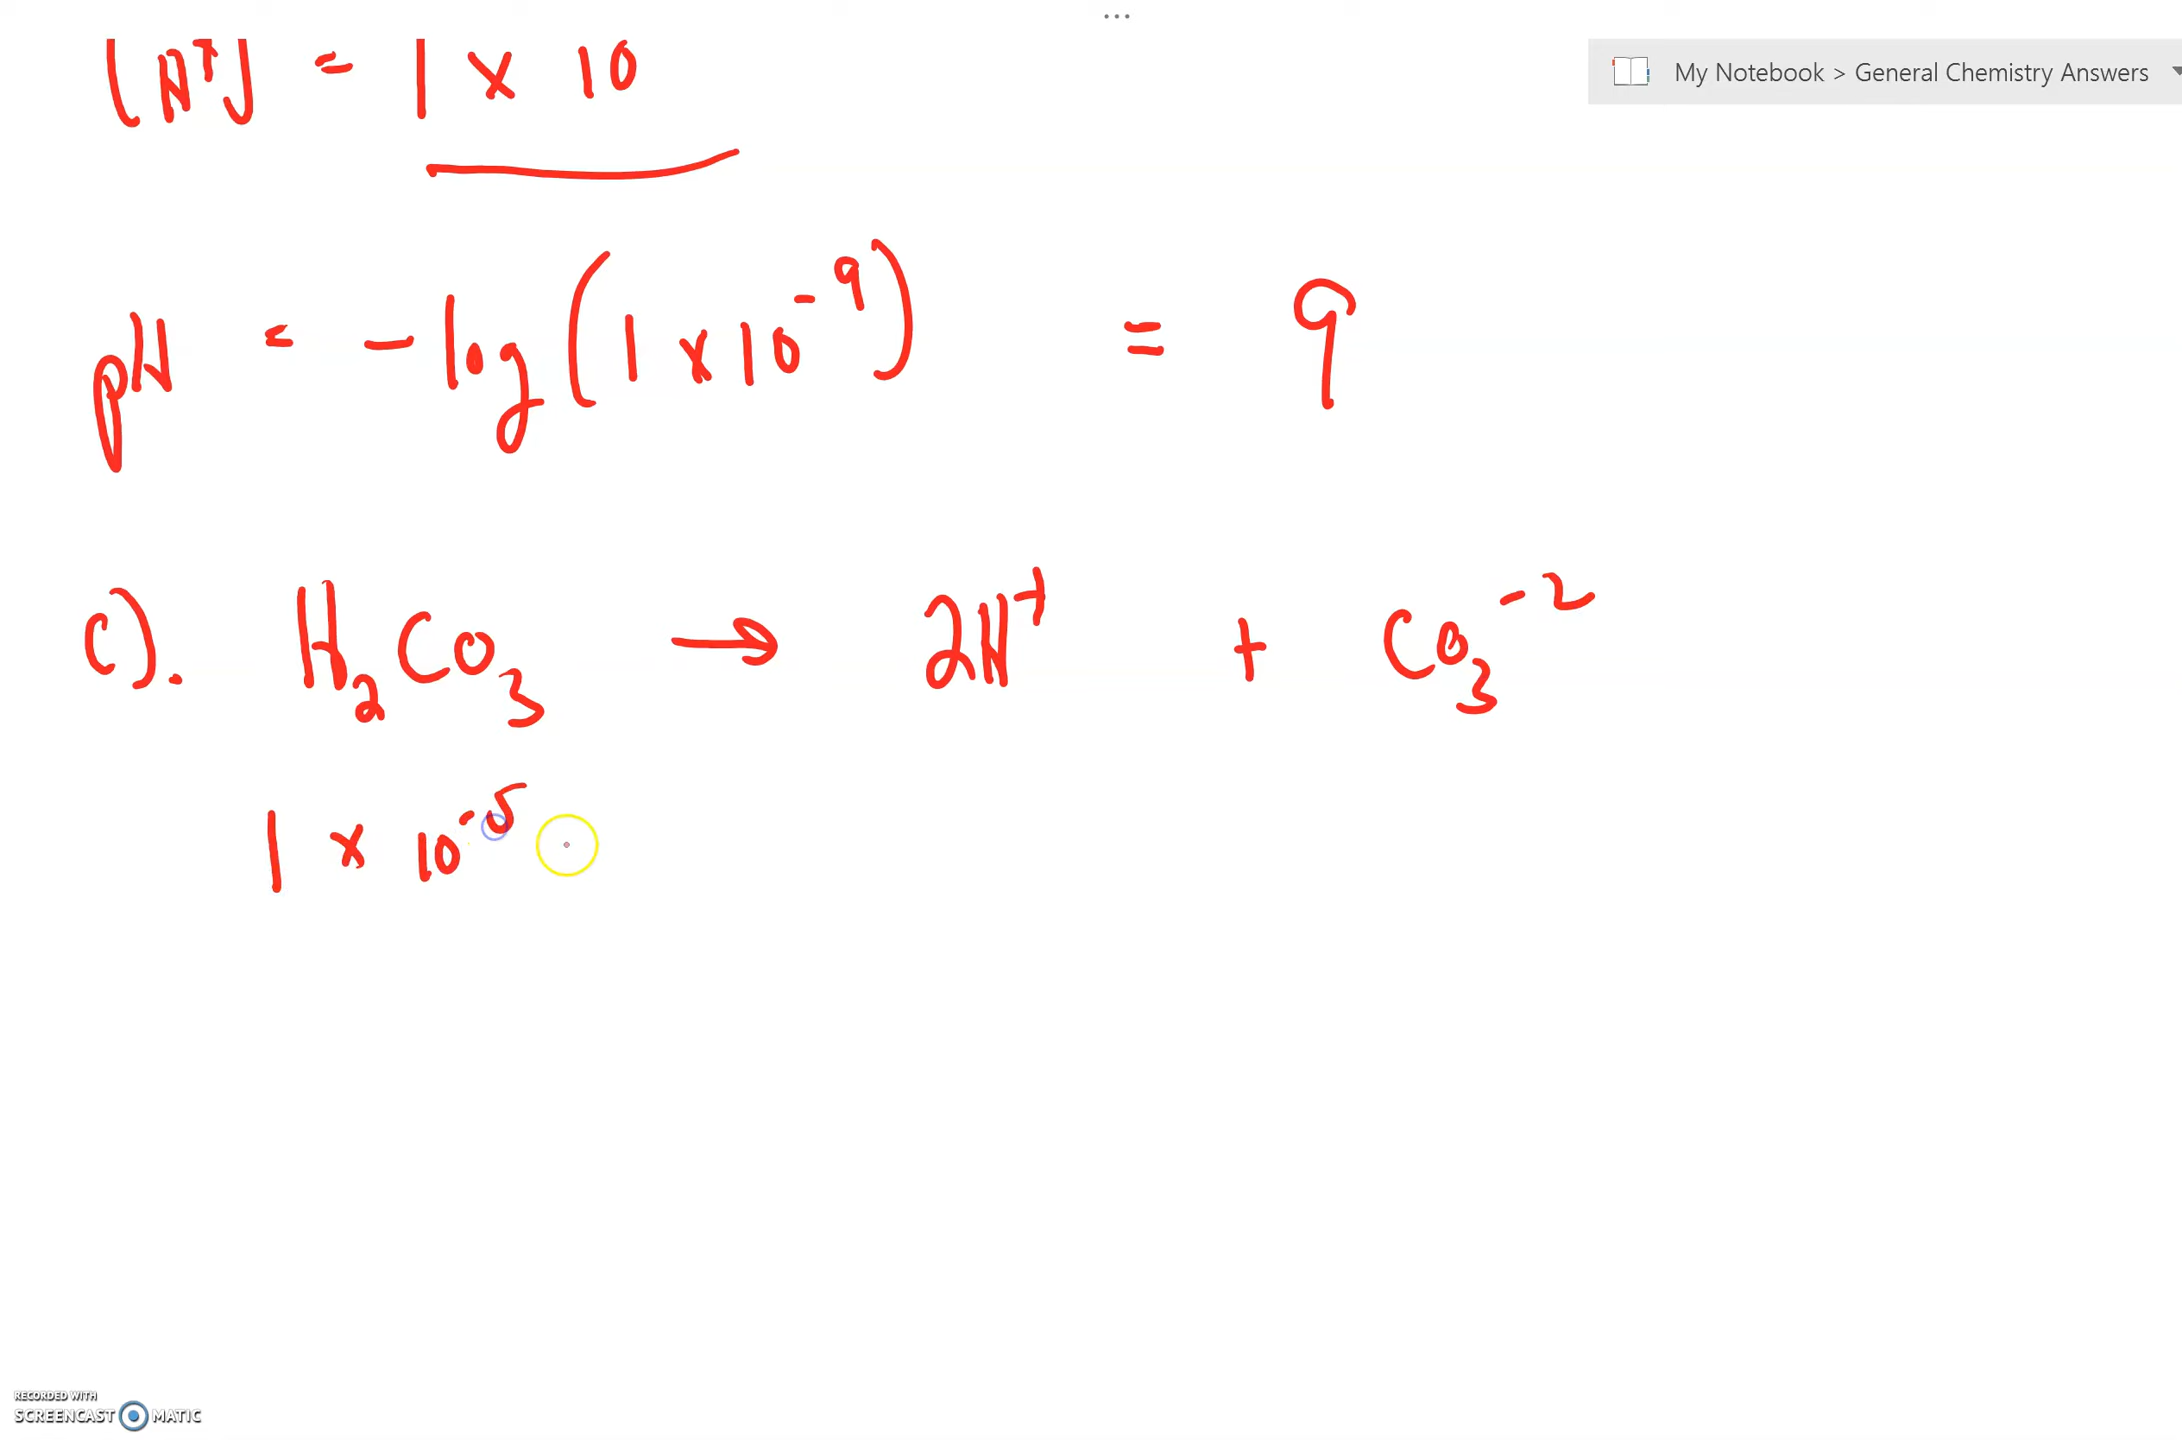 ...
My Notebook > General Chemistry Answers
[H⁺] = 1 x 10
pH = -log(1 x 10⁻⁹) = 9
c). H₂CO₃ → 2H⁺ + CO₃⁻²
1 x 10⁻⁵
RECORDED WITH
SCREENCAST MATIC